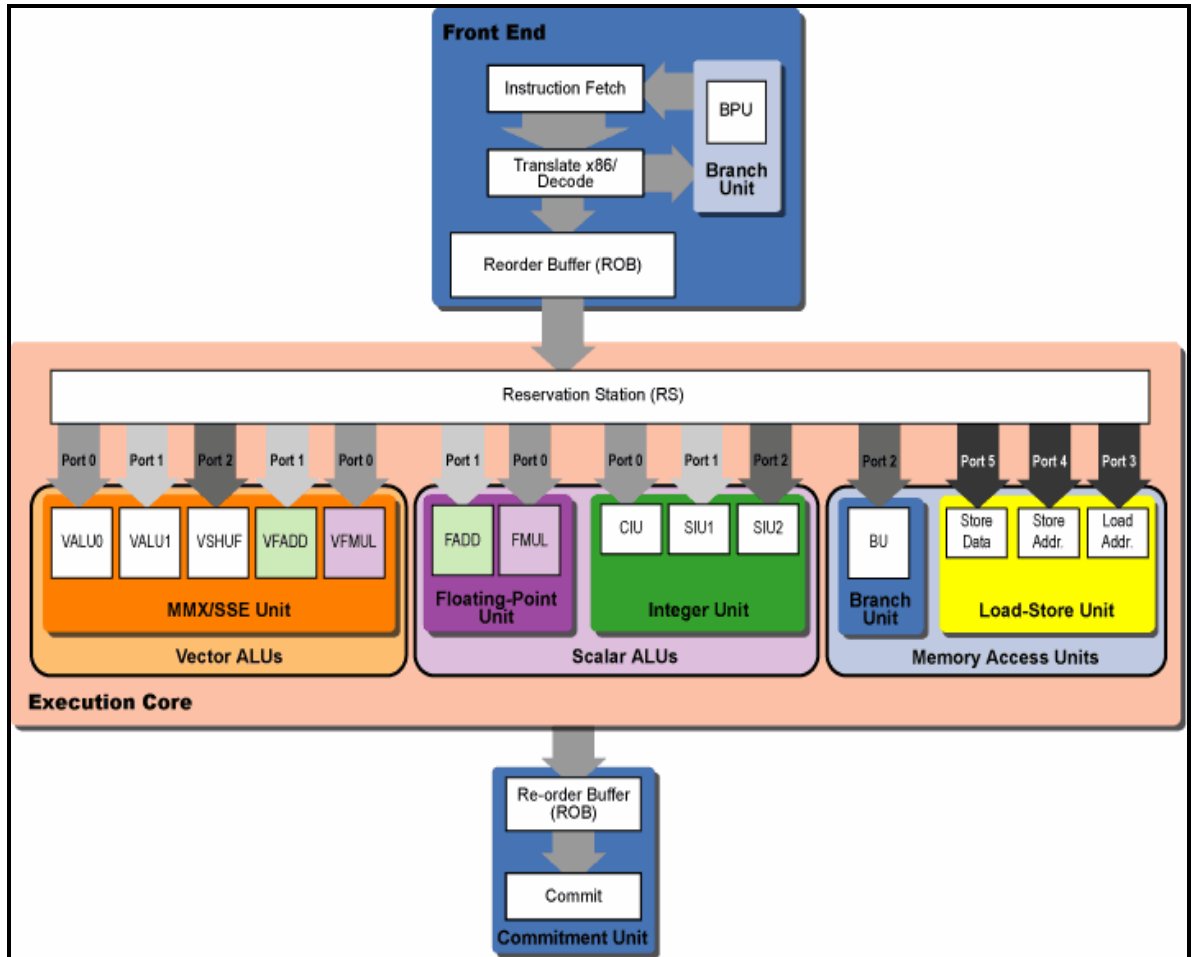 Front End
Instruction Fetch
BPU
Translate x86/
Decode
Branch
Unit
Reorder Buffer (ROB)
Reservation Station (RS)
Port 0 Port 1 Port 2 Port 1 Port 0 Port 1 Port 0 Port 0 Port 1 Port 2 Port 2 Port 5 Port 4 Port 3
VALU0 VALU1 VSHUF VFADD VFMUL
FADD FMUL
CIU SIU1 SIU2
BU
Store
Data
Store
Addr.
Load
Addr.
MMX/SSE Unit
Floating-Point
Unit
Integer Unit
Branch
Unit
Load-Store Unit
Vector ALUs
Scalar ALUs
Memory Access Units
Execution Core
Re-order Buffer
(ROB)
Commit
Commitment Unit